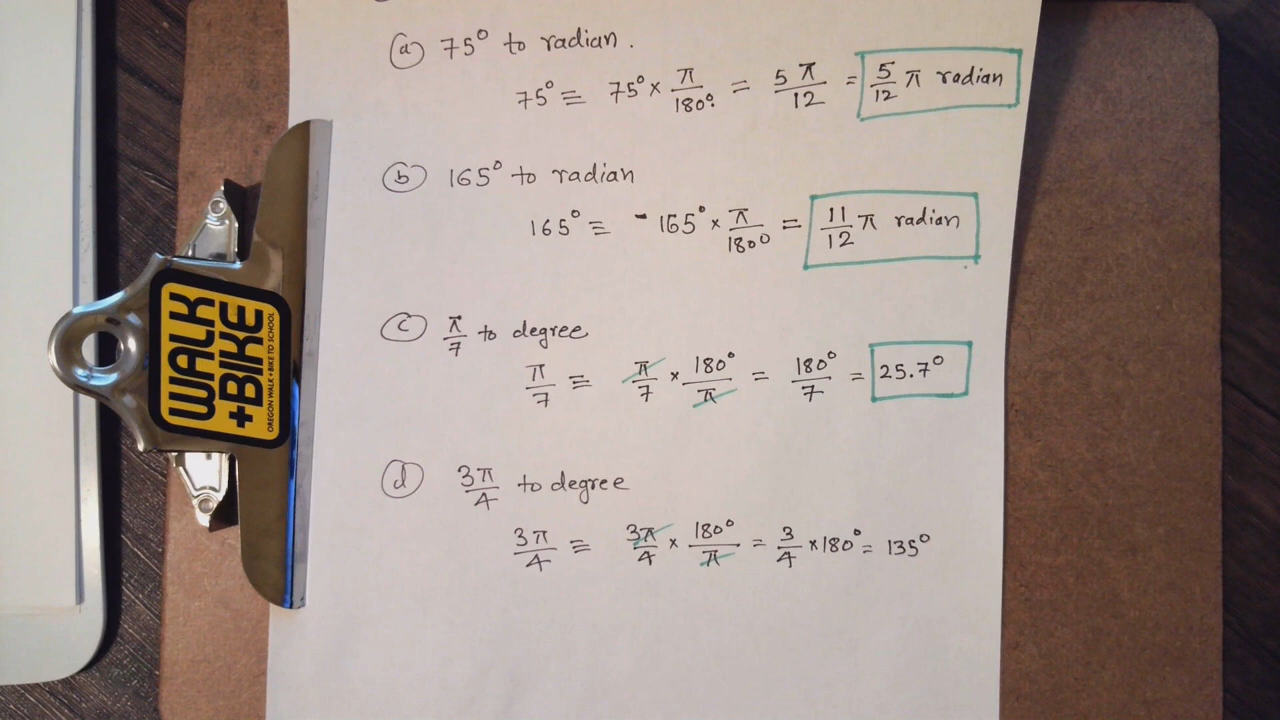 WALK
+BIKE
OREGON WALK+BIKE TO SCHOOL
(a) 75° to radian.
75° ≡ 75° × π/180° = 5π/12 = 5/12 π radian
(b) 165° to radian
165° ≡ -165° × π/180° = 11/12 π radian
(c) π/7 to degree
π/7 ≡ π/7 × 180°/π = 180°/7 = 25.7°
(d) 3π/4 to degree
3π/4 ≡ 3π/4 × 180°/π = 3/4 × 180° = 135°